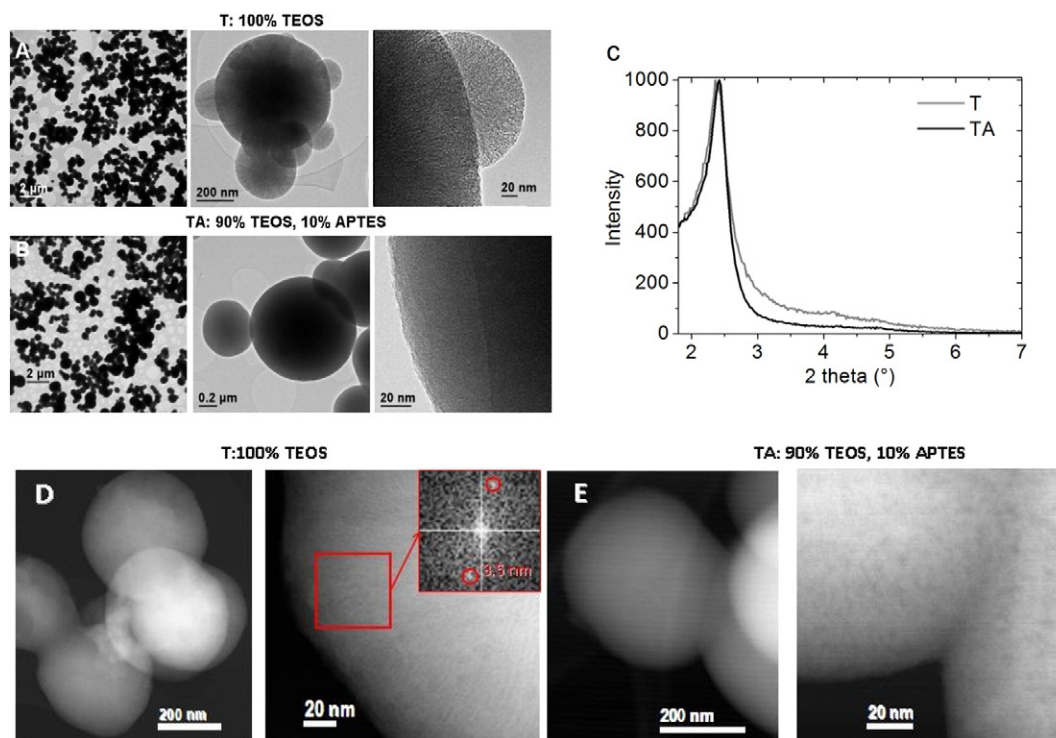 T: 100% TEOS
A
2 µm
200 nm
20 nm
TA: 90% TEOS, 10% APTES
B
2 µm
0.2 µm
20 nm
C
1000
800
600
400
200
0
Intensity
T
TA
2 3 4 5 6 7
2 theta (°)
T:100% TEOS
TA: 90% TEOS, 10% APTES
D
200 nm
3.5 nm
20 nm
E
200 nm
20 nm